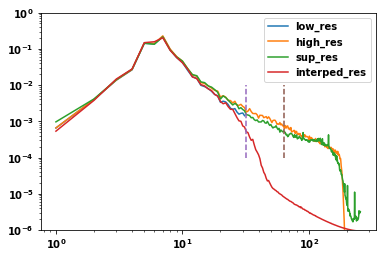 10⁰
10⁻¹
10⁻²
10⁻³
10⁻⁴
10⁻⁵
10⁻⁶
low_res
high_res
sup_res
interped_res
10⁰ 10¹ 10²